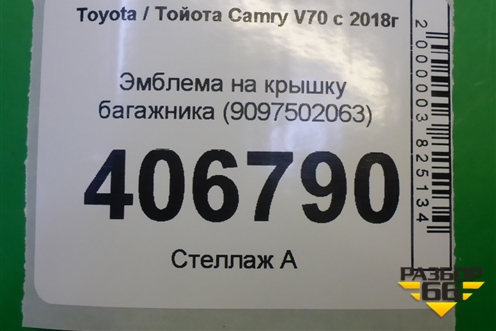 Toyota / Тойота Camry V70 с 2018г
Эмблема на крышку
багажника (9097502063)
406790
Стеллаж А
2000003825134
РАЗБОР
66